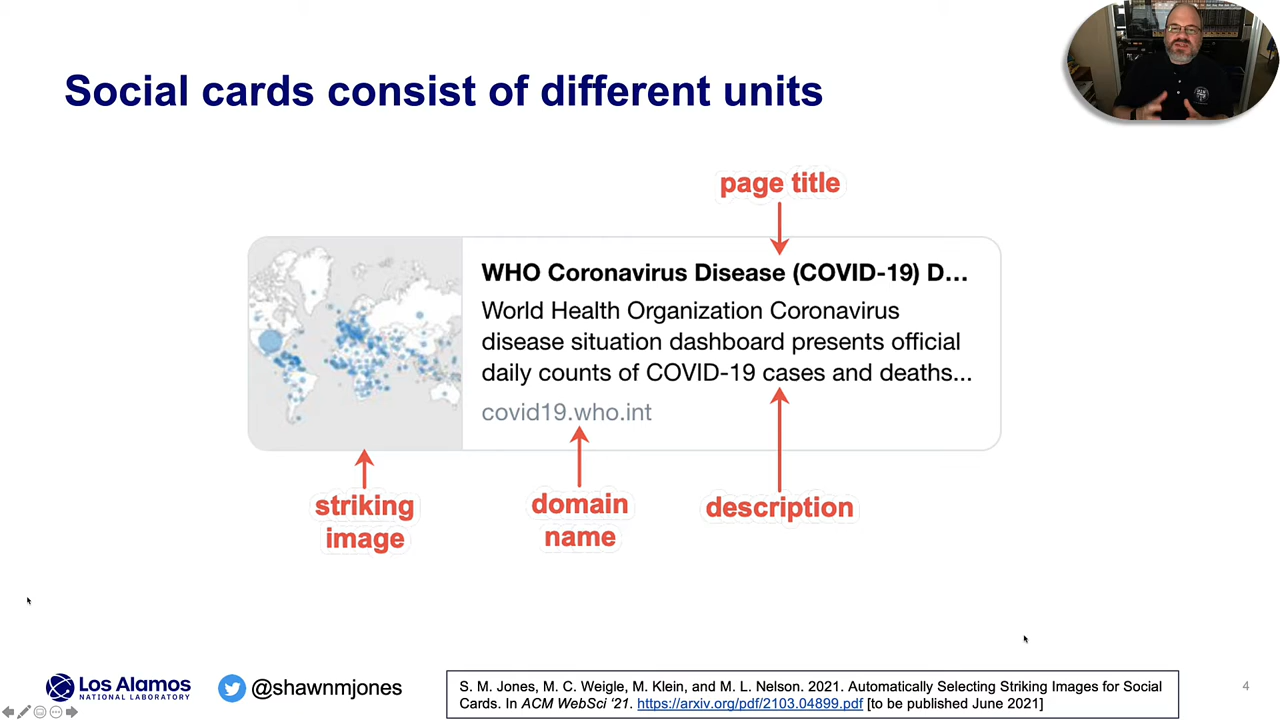 Social cards consist of different units
page title
WHO Coronavirus Disease (COVID-19) D...
World Health Organization Coronavirus
disease situation dashboard presents official
daily counts of COVID-19 cases and deaths...
covid19.who.int
striking
image
domain
name
description
Los Alamos
NATIONAL LABORATORY
@shawnmjones
S. M. Jones, M. C. Weigle, M. Klein, and M. L. Nelson. 2021. Automatically Selecting Striking Images for Social
Cards. In ACM WebSci '21. https://arxiv.org/pdf/2103.04899.pdf [to be published June 2021]
4